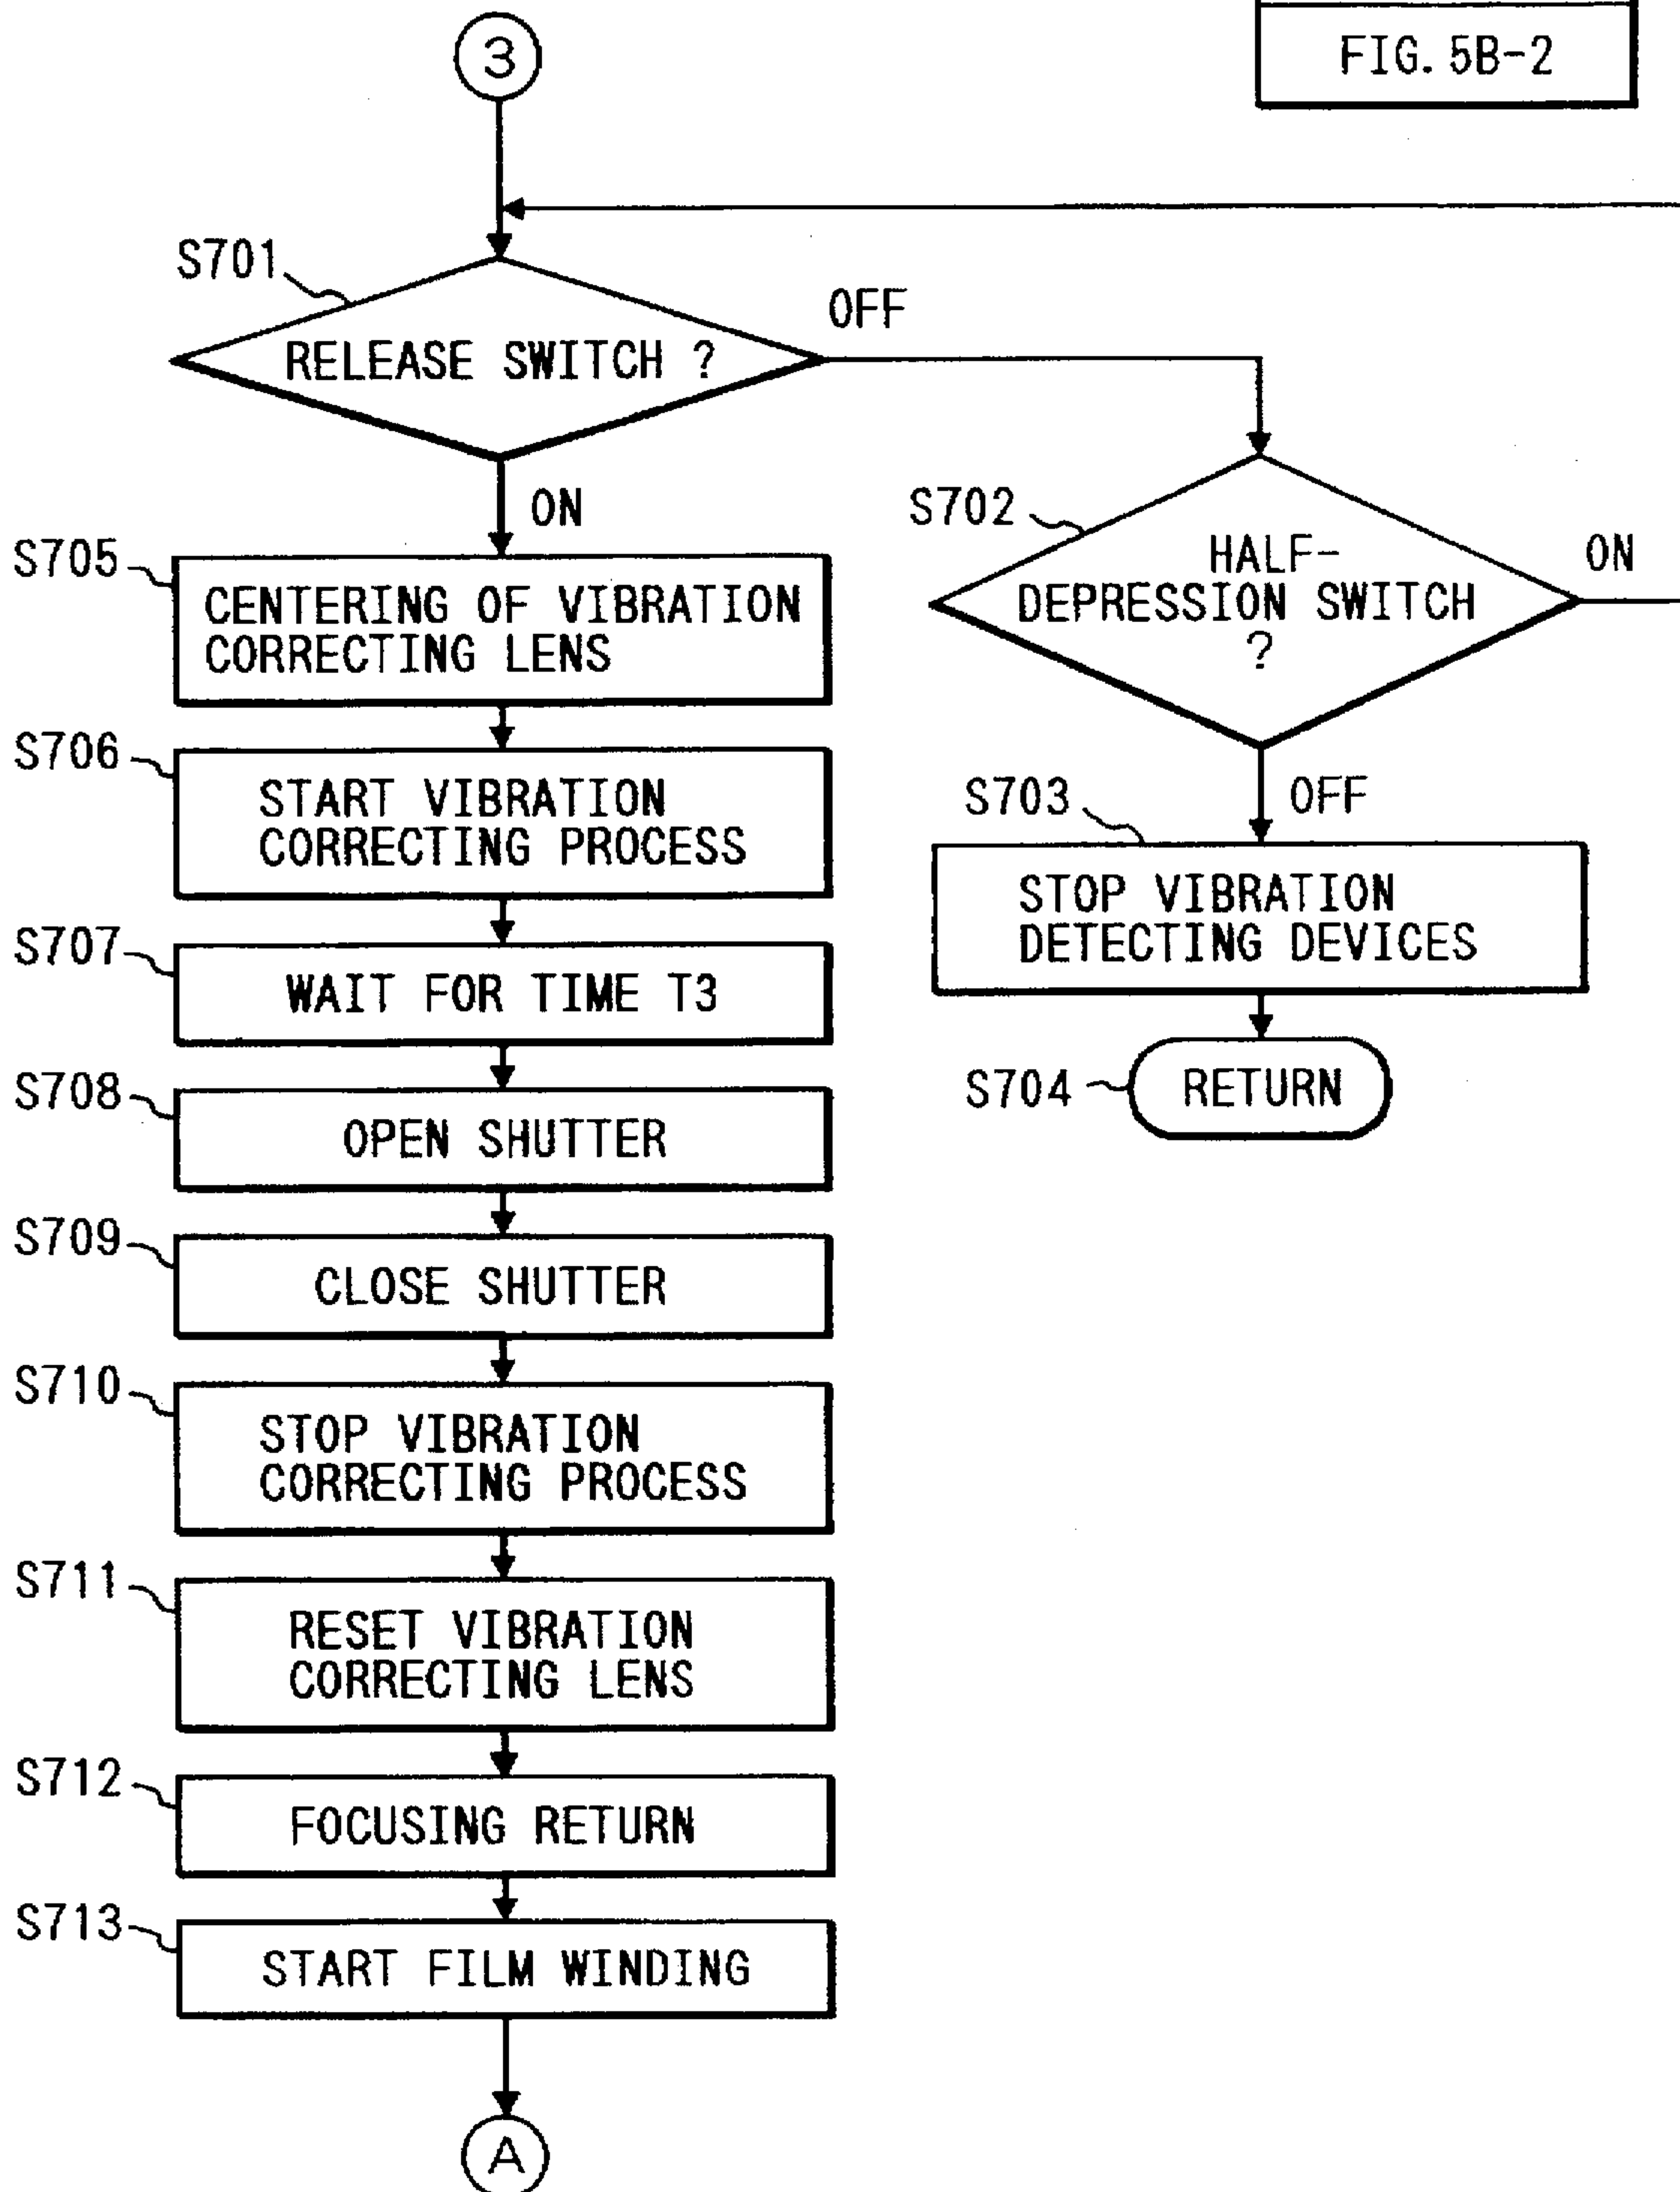 3
FIG. 5B-2
S701
RELEASE SWITCH ?
OFF
ON
S702
HALF-
DEPRESSION SWITCH
?
ON
OFF
S703
STOP VIBRATION
DETECTING DEVICES
S704
RETURN
S705
CENTERING OF VIBRATION
CORRECTING LENS
S706
START VIBRATION
CORRECTING PROCESS
S707
WAIT FOR TIME T3
S708
OPEN SHUTTER
S709
CLOSE SHUTTER
S710
STOP VIBRATION
CORRECTING PROCESS
S711
RESET VIBRATION
CORRECTING LENS
S712
FOCUSING RETURN
S713
START FILM WINDING
A